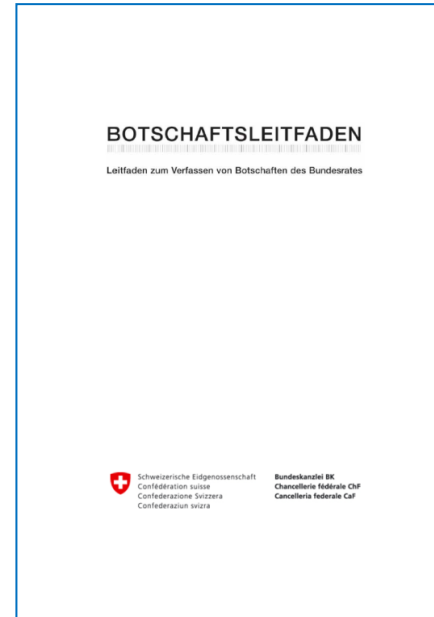 BOTSCHAFTSLEITFADEN
Leitfaden zum Verfassen von Botschaften des Bundesrates
Schweizerische Eidgenossenschaft
Confédération suisse
Confederazione Svizzera
Confederaziun svizra
Bundeskanzlei BK
Chancellerie fédérale ChF
Cancelleria federale CaF